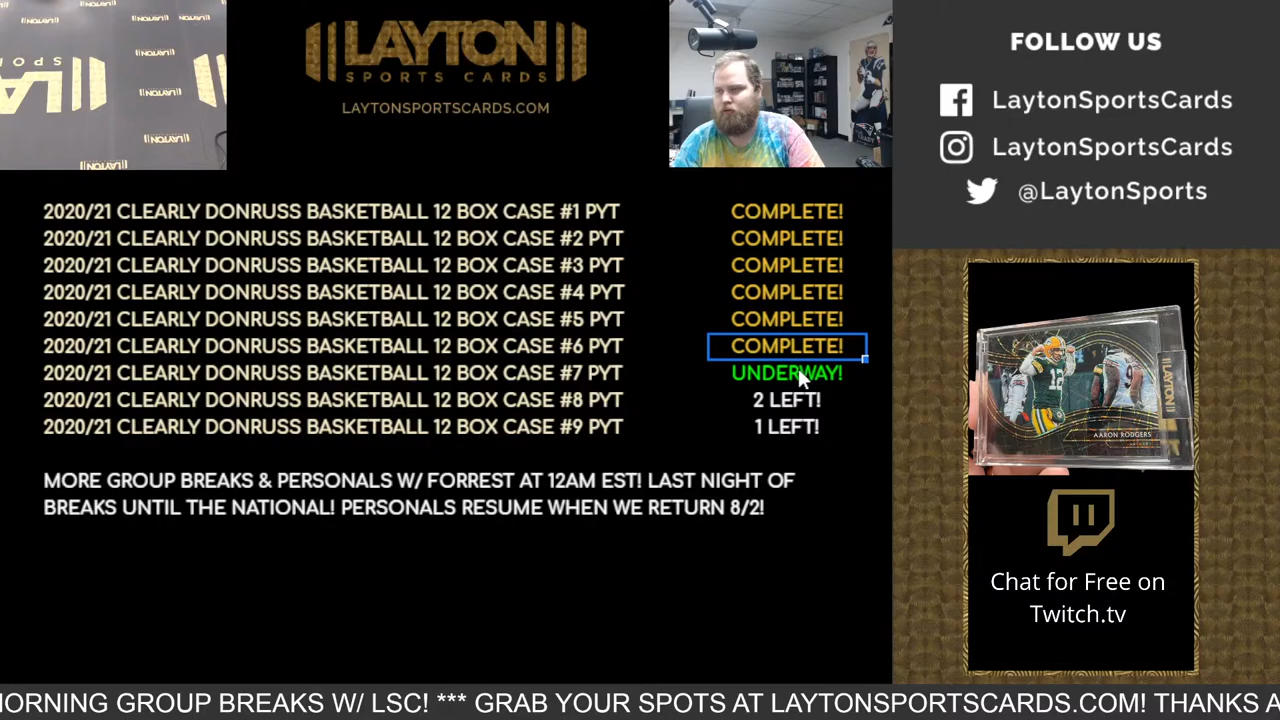 LAYTON
SPORTS CARDS
LAYTONSPORTSCARDS.COM
FOLLOW US
LaytonSportsCards
LaytonSportsCards
@LaytonSports
2020/21 CLEARLY DONRUSS BASKETBALL 12 BOX CASE #1 PYT COMPLETE!
2020/21 CLEARLY DONRUSS BASKETBALL 12 BOX CASE #2 PYT COMPLETE!
2020/21 CLEARLY DONRUSS BASKETBALL 12 BOX CASE #3 PYT COMPLETE!
2020/21 CLEARLY DONRUSS BASKETBALL 12 BOX CASE #4 PYT COMPLETE!
2020/21 CLEARLY DONRUSS BASKETBALL 12 BOX CASE #5 PYT COMPLETE!
2020/21 CLEARLY DONRUSS BASKETBALL 12 BOX CASE #6 PYT COMPLETE!
2020/21 CLEARLY DONRUSS BASKETBALL 12 BOX CASE #7 PYT UNDERWAY!
2020/21 CLEARLY DONRUSS BASKETBALL 12 BOX CASE #8 PYT 2 LEFT!
2020/21 CLEARLY DONRUSS BASKETBALL 12 BOX CASE #9 PYT 1 LEFT!
MORE GROUP BREAKS & PERSONALS W/ FORREST AT 12AM EST! LAST NIGHT OF
BREAKS UNTIL THE NATIONAL! PERSONALS RESUME WHEN WE RETURN 8/2!
AARON RODGERS
LAYTON
Chat for Free on
Twitch.tv
ORNING GROUP BREAKS W/ LSC! *** GRAB YOUR SPOTS AT LAYTONSPORTSCARDS.COM! THANKS A